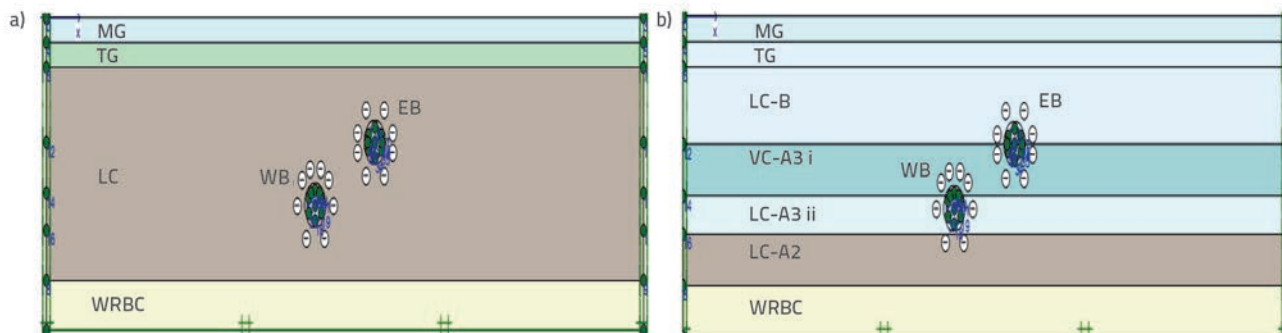 a)
MG
TG
EB
LC
WB
WRBC
b)
MG
TG
LC-B
EB
VC-A3 i
WB
LC-A3 ii
LC-A2
WRBC